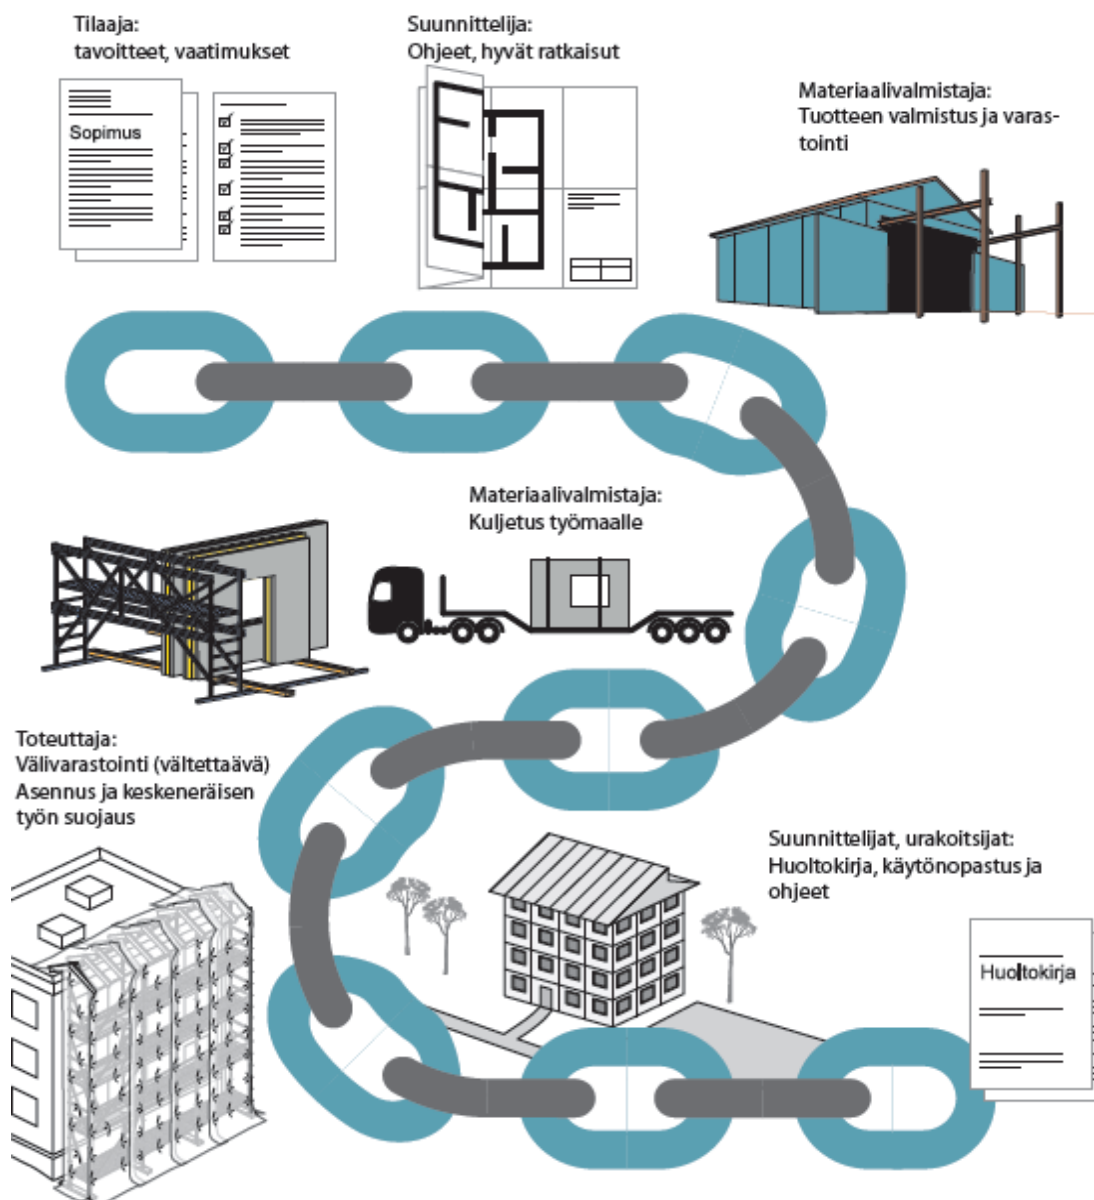 Tilaaja:
tavoitteet, vaatimukset
Sopimus
Suunnittelija:
Ohjeet, hyvät ratkaisut
Materiaalivalmistaja:
Tuotteen valmistus ja varas-
tointi
Materiaalivalmistaja:
Kuljetus työmaalle
Toteuttaja:
Välivarastointi (vältettaävä)
Asennus ja keskeneräisen
työn suojaus
Suunnittelijat, urakoitsijat:
Huoltokirja, käytönopastus ja
ohjeet
Huoltokirja